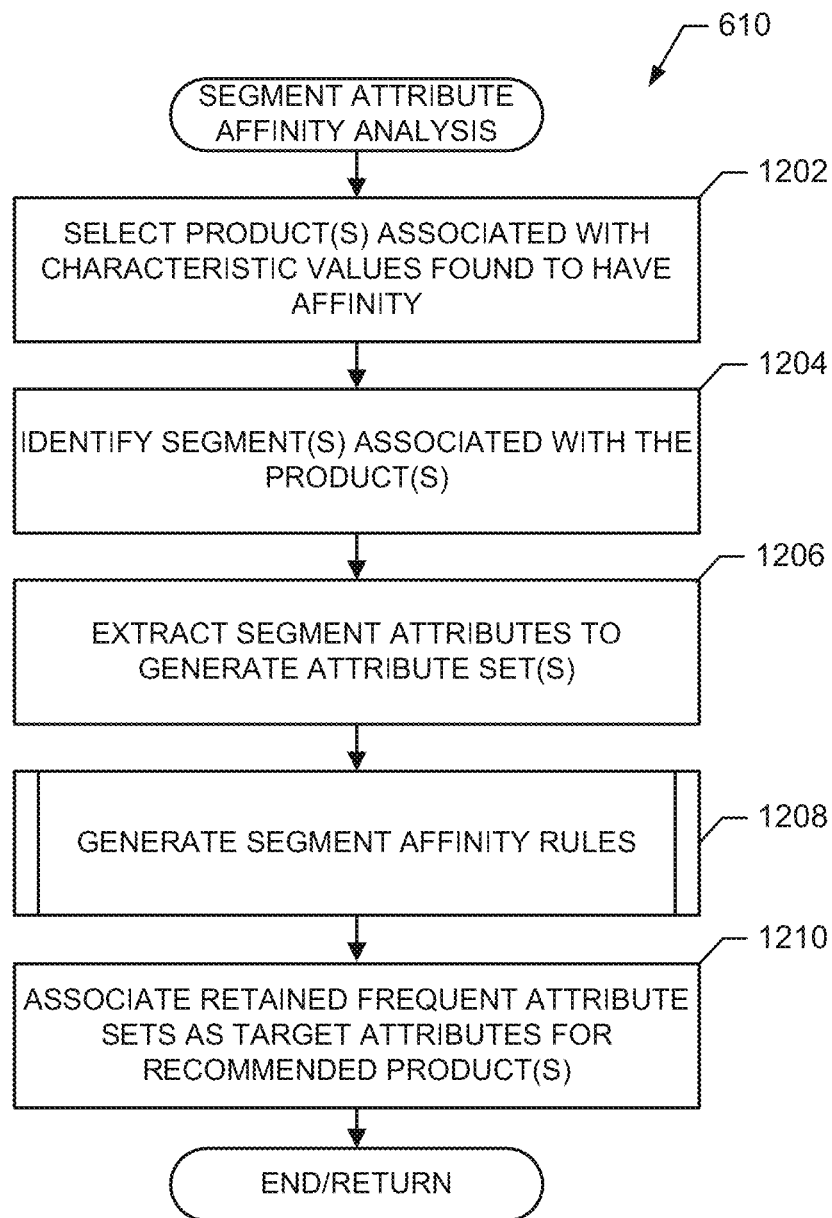 610
SEGMENT ATTRIBUTE
AFFINITY ANALYSIS
1202
SELECT PRODUCT(S) ASSOCIATED WITH
CHARACTERISTIC VALUES FOUND TO HAVE
AFFINITY
1204
IDENTIFY SEGMENT(S) ASSOCIATED WITH THE
PRODUCT(S)
1206
EXTRACT SEGMENT ATTRIBUTES TO
GENERATE ATTRIBUTE SET(S)
GENERATE SEGMENT AFFINITY RULES
1208
1210
ASSOCIATE RETAINED FREQUENT ATTRIBUTE
SETS AS TARGET ATTRIBUTES FOR
RECOMMENDED PRODUCT(S)
END/RETURN